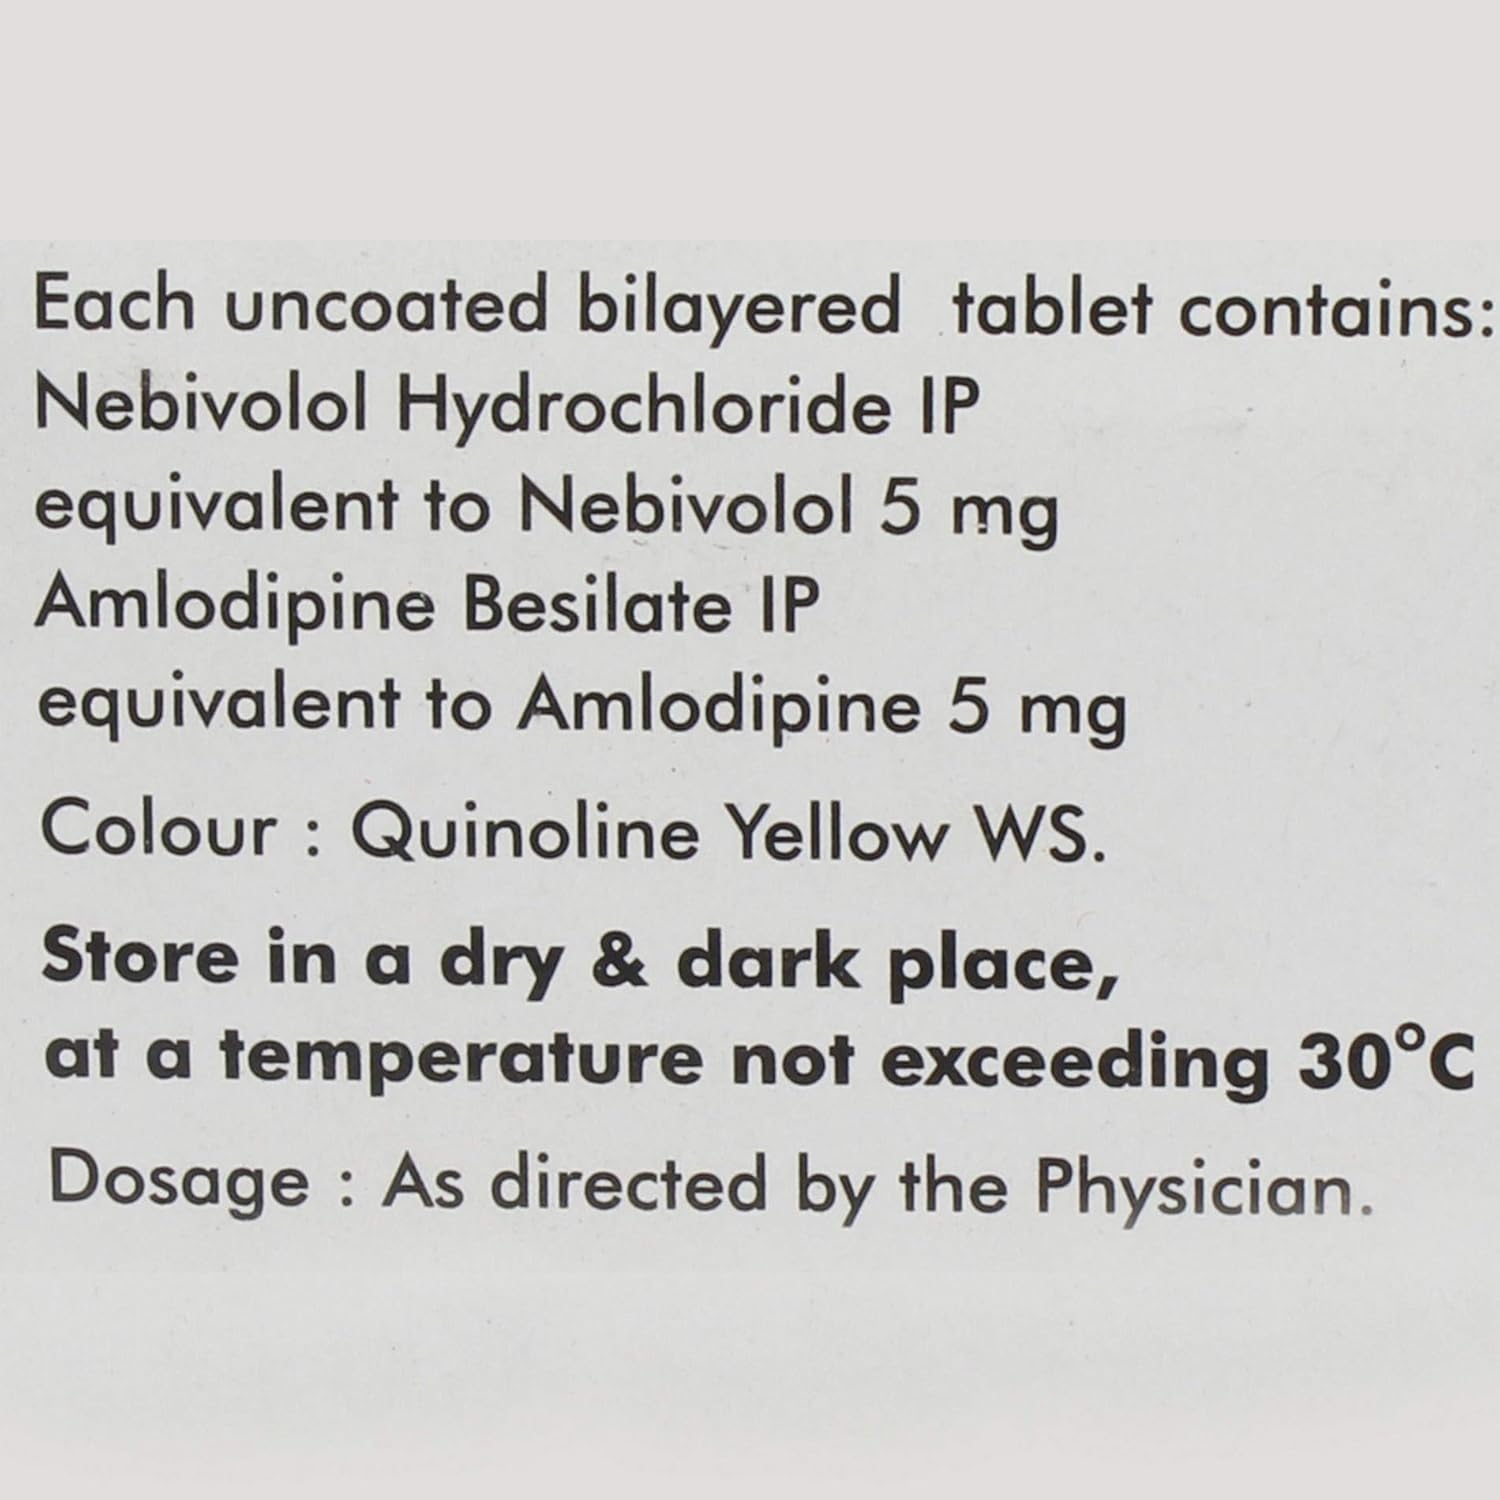 Each uncoated bilayered tablet contains:
Nebivolol Hydrochloride IP
equivalent to Nebivolol 5 mg
Amlodipine Besilate IP
equivalent to Amlodipine 5 mg
Colour : Quinoline Yellow WS.
Store in a dry & dark place,
at a temperature not exceeding 30°C
Dosage : As directed by the Physician.